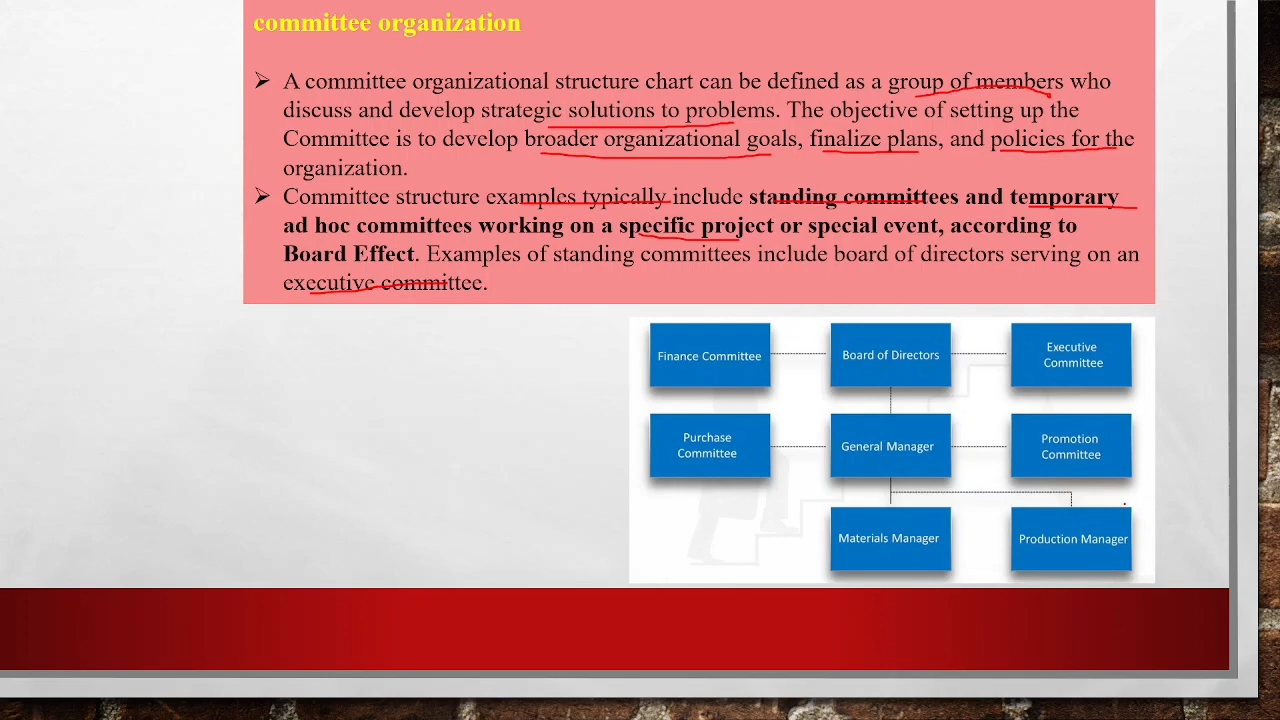 committee organization
➢ A committee organizational structure chart can be defined as a group of members who
discuss and develop strategic solutions to problems. The objective of setting up the
Committee is to develop broader organizational goals, finalize plans, and policies for the
organization.
➢ Committee structure examples typically include standing committees and temporary
ad hoc committees working on a specific project or special event, according to
Board Effect. Examples of standing committees include board of directors serving on an
executive committee.
Finance Committee
Board of Directors
Executive
Committee
Purchase
Committee
General Manager
Promotion
Committee
Materials Manager
Production Manager